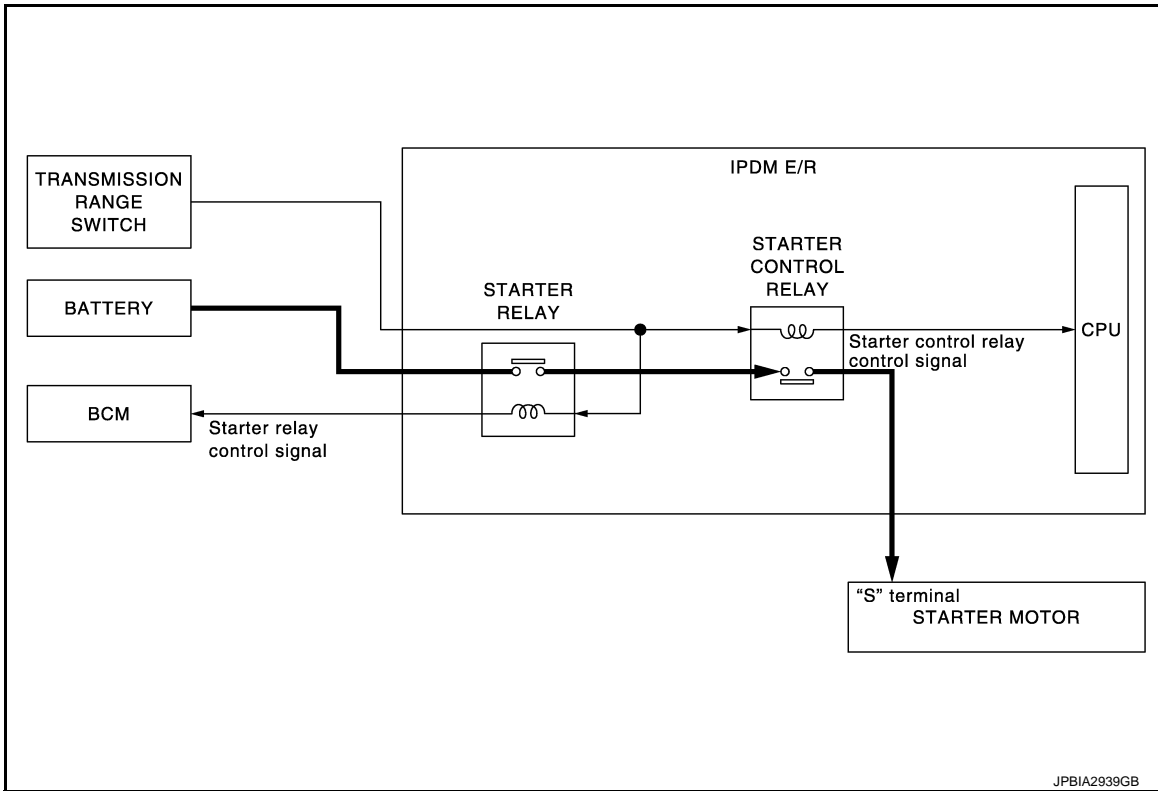 TRANSMISSION
RANGE
SWITCH
BATTERY
BCM
Starter relay
control signal
IPDM E/R
STARTER
RELAY
STARTER
CONTROL
RELAY
Starter control relay
control signal
CPU
“S” terminal
STARTER MOTOR
JPBIA2939GB